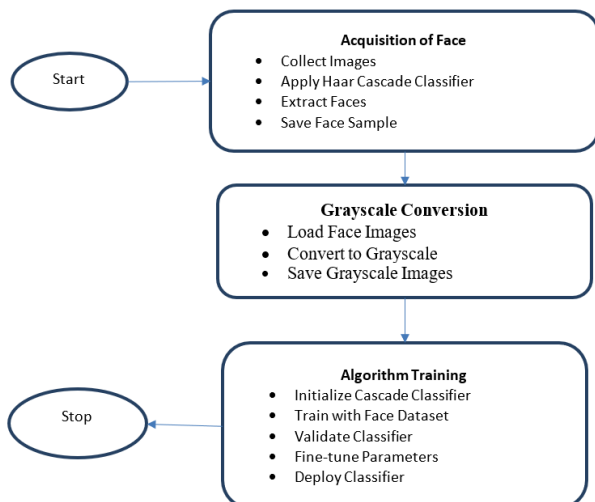 Start
Acquisition of Face
• Collect Images
• Apply Haar Cascade Classifier
• Extract Faces
• Save Face Sample
Grayscale Conversion
• Load Face Images
• Convert to Grayscale
• Save Grayscale Images
Algorithm Training
• Initialize Cascade Classifier
• Train with Face Dataset
• Validate Classifier
• Fine-tune Parameters
• Deploy Classifier
Stop